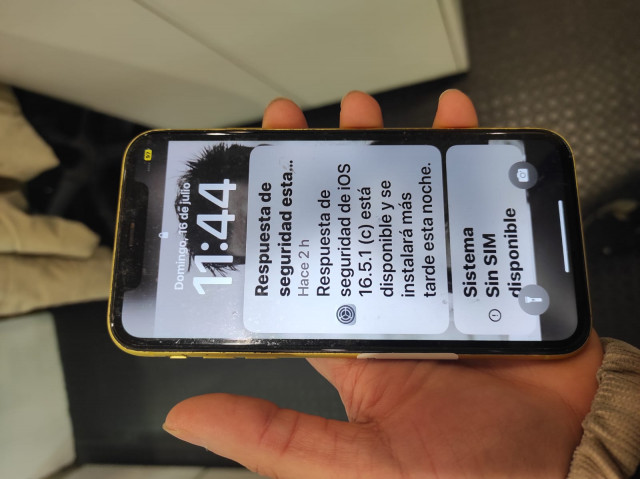 57
Domingo, 16 de julio
11:44
Respuesta de
seguridad esta...
Hace 2 h
Respuesta de
seguridad de iOS
16.5.1 (c) está
disponible y se
instalará más
tarde esta noche.
Sistema
Sin SIM
disponible